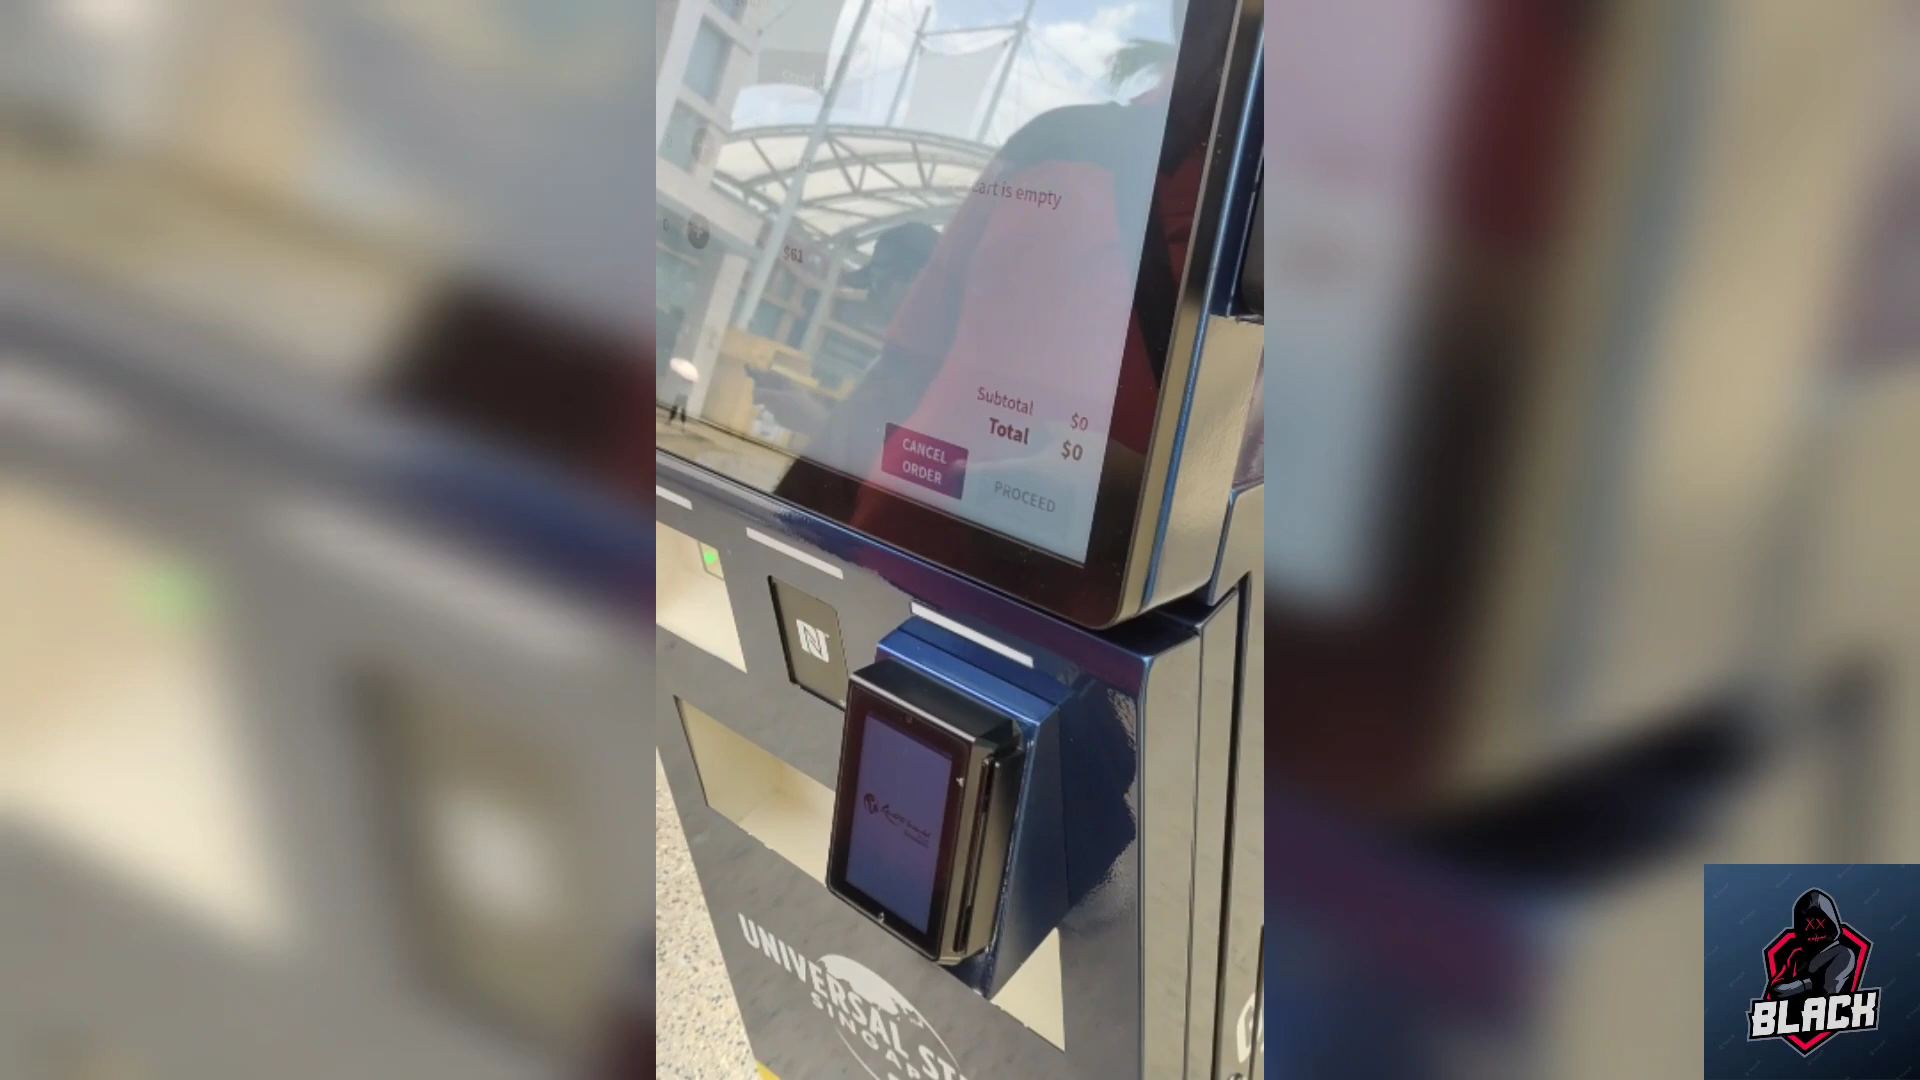 cart is empty
$61
Subtotal $0
Total $0
CANCEL
ORDER
PROCEED
N
UNIVERSAL ST
SINGAP
BLACK